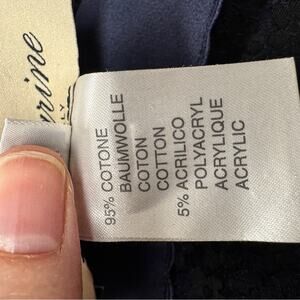 95% COTONE
BAUMWOLLE
COTON
COTTON
5% ACRILICO
POLYACRYL
ACRYLIQUE
ACRYLIC